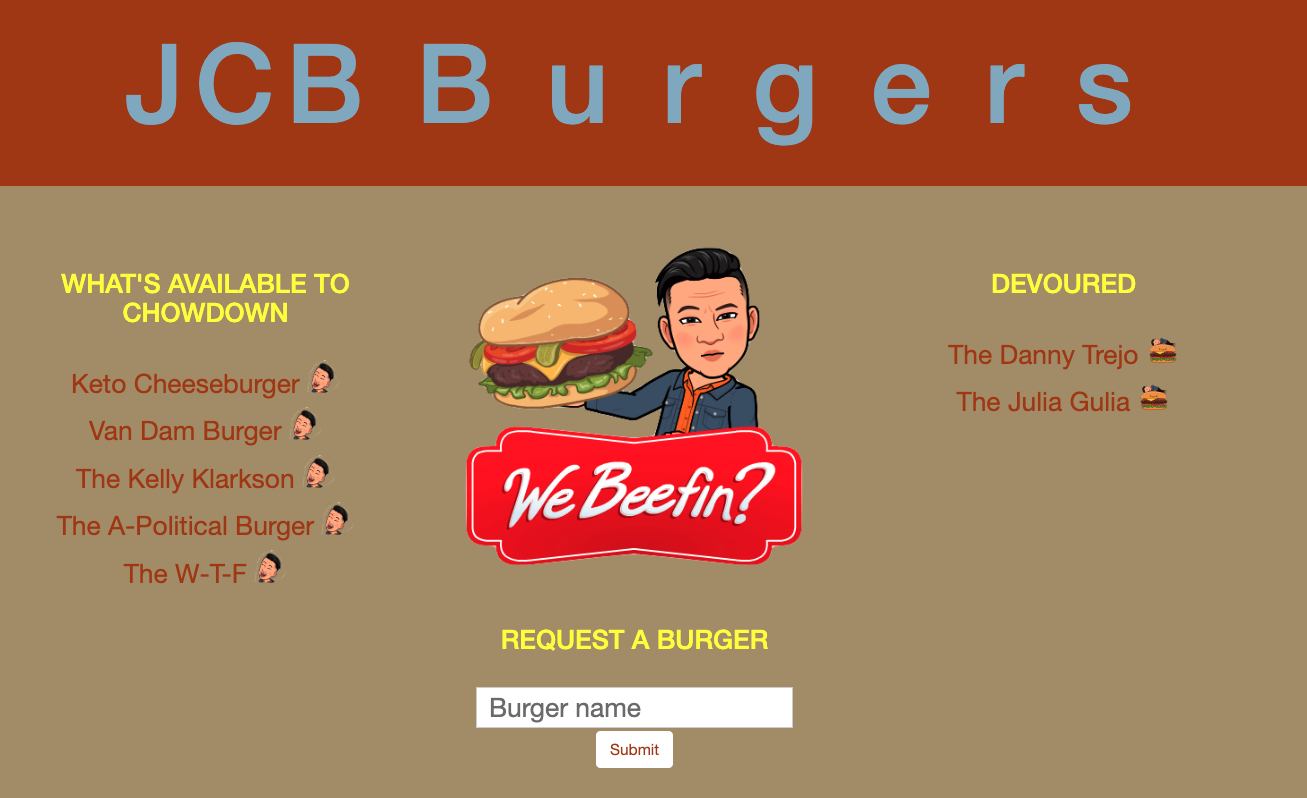 JCB B u r g e r s
WHAT'S AVAILABLE TO
CHOWDOWN
Keto Cheeseburger
Van Dam Burger
The Kelly Klarkson
The A-Political Burger
The W-T-F
We Beefin?
REQUEST A BURGER
Burger name
Submit
DEVOURED
The Danny Trejo
The Julia Gulia